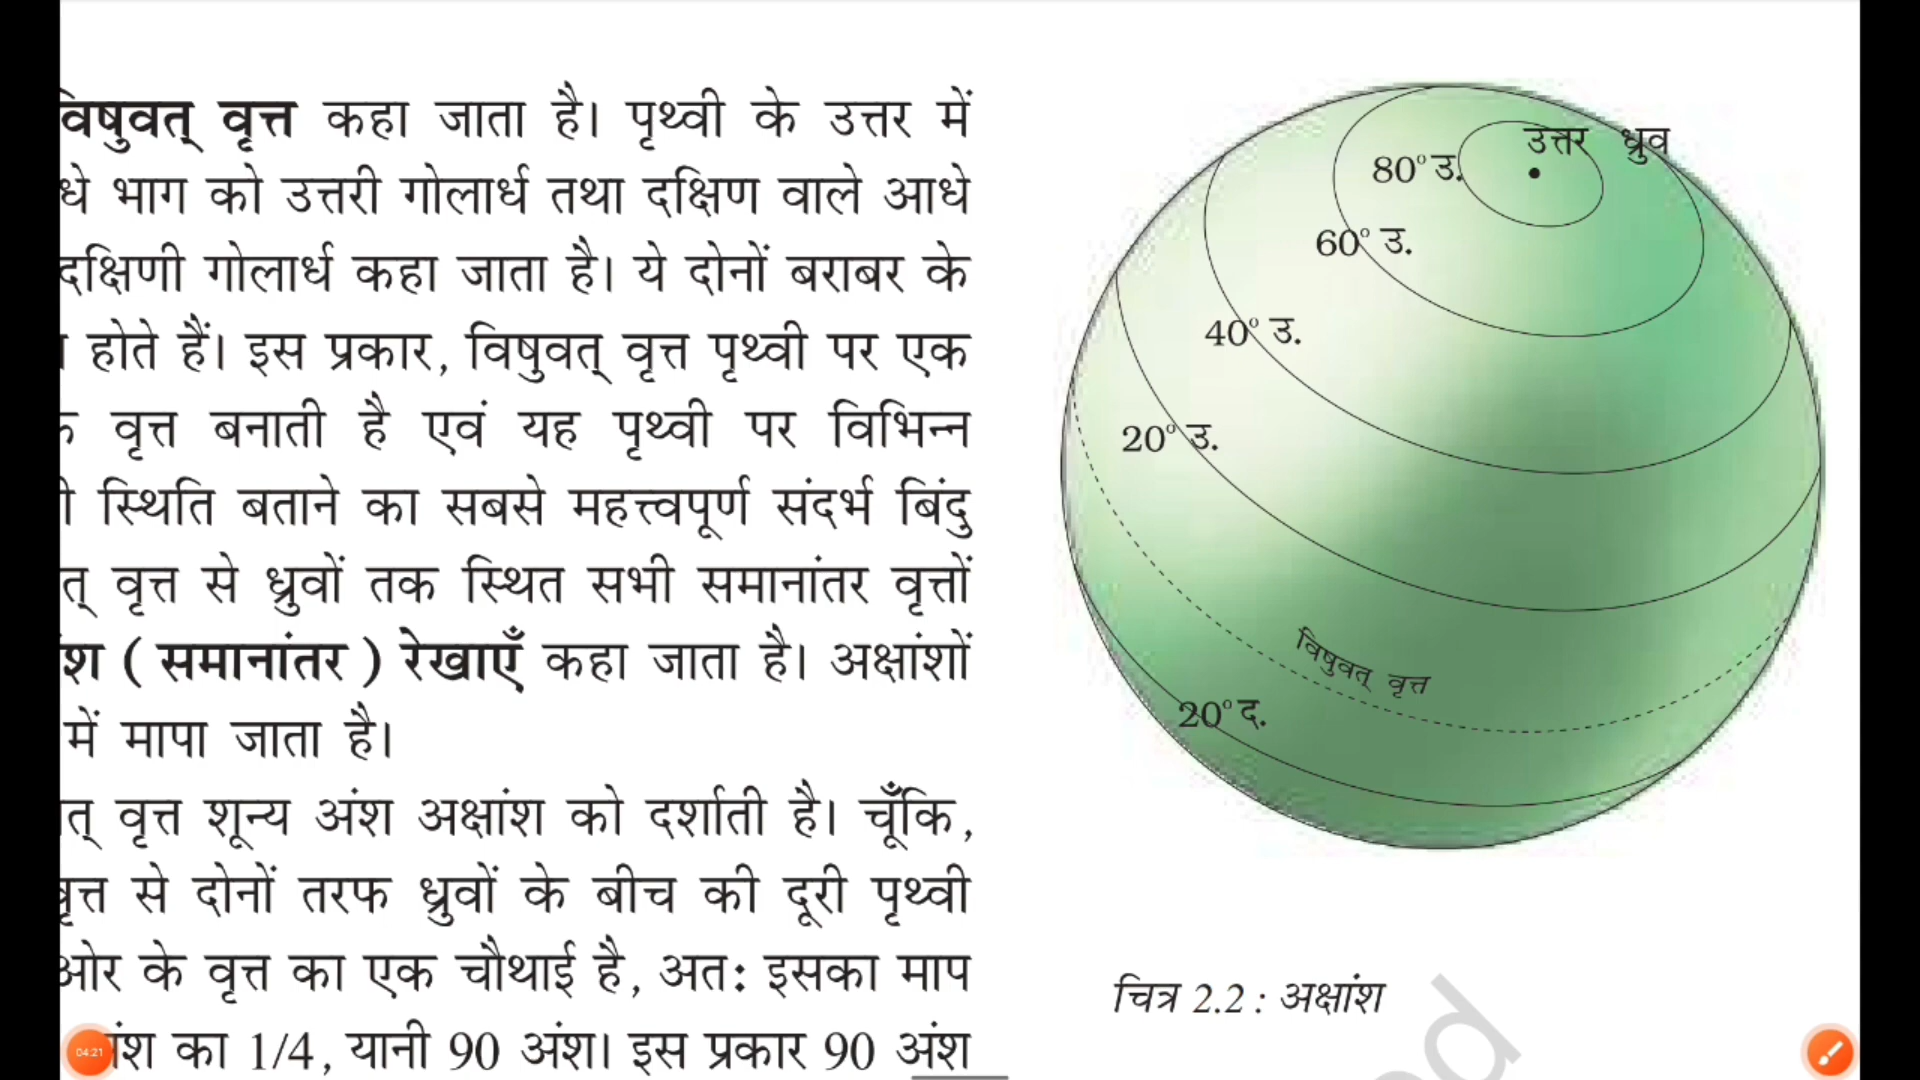 विषुवत् वृत्त कहा जाता है। पृथ्वी के उत्तर में
धे भाग को उत्तरी गोलार्ध तथा दक्षिण वाले आधे
दक्षिणी गोलार्ध कहा जाता है। ये दोनों बराबर के
होते हैं। इस प्रकार, विषुवत् वृत्त पृथ्वी पर एक
वृत्त बनाती है एवं यह पृथ्वी पर विभिन्न
स्थिति बताने का सबसे महत्त्वपूर्ण संदर्भ बिंदु
त् वृत्त से ध्रुवों तक स्थित सभी समानांतर वृत्तों
श ( समानांतर ) रेखाएँ कहा जाता है। अक्षांशों
में मापा जाता है।
त् वृत्त शून्य अंश अक्षांश को दर्शाती है। चूँकि,
वृत्त से दोनों तरफ ध्रुवों के बीच की दूरी पृथ्वी
ओर के वृत्त का एक चौथाई है, अतः इसका माप
ंश का 1/4, यानी 90 अंश। इस प्रकार 90 अंश
04:21
उत्तर ध्रुव
80° उ.
60° उ.
40° उ.
20° उ.
विषुवत् वृत्त
20° द.
चित्र 2.2 : अक्षांश